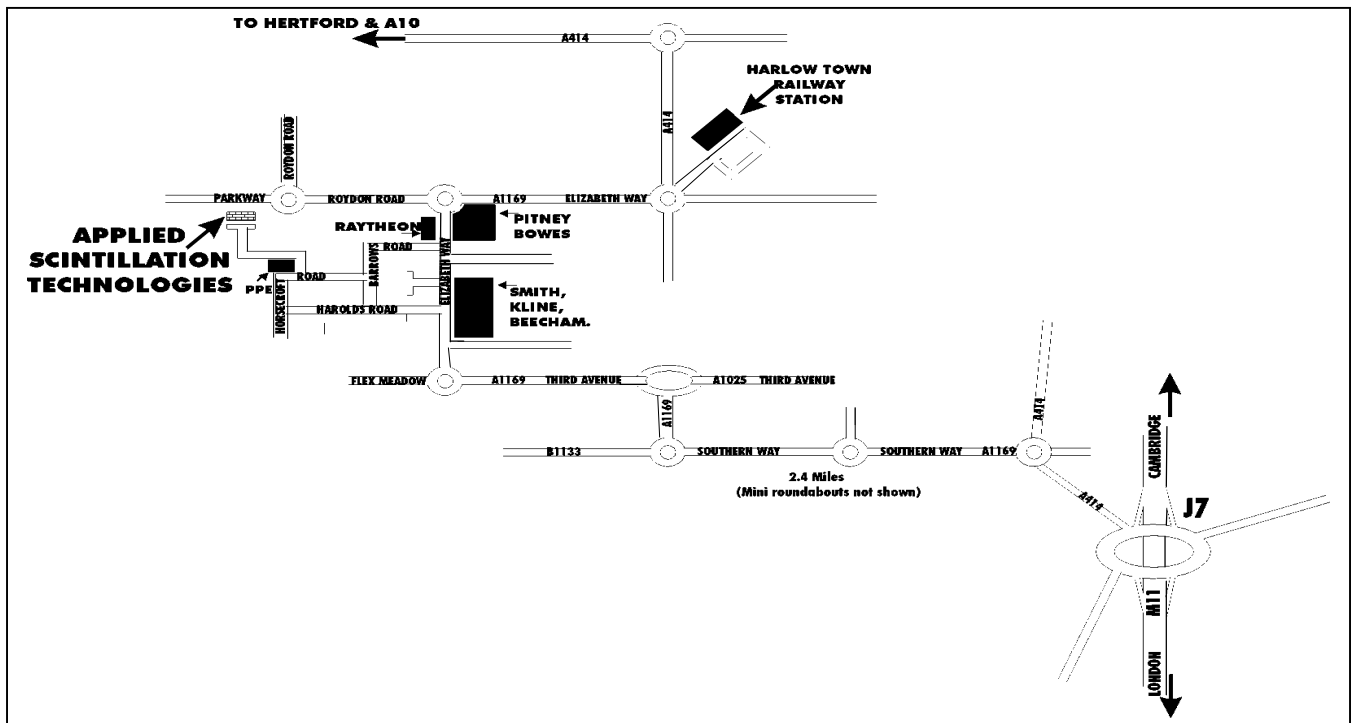 TO HERTFORD & A10
A414
HARLOW TOWN
RAILWAY
STATION
A414
ROYDON ROAD
PARKWAY
ROYDON ROAD
A1169
ELIZABETH WAY
APPLIED
SCINTILLATION
TECHNOLOGIES
RAYTHEON
PITNEY
BOWES
BARROWS
ROAD
ELIZABETH WAY
PPE
ROAD
HORSECROFT
HAROLDS ROAD
SMITH,
KLINE,
BEECHAM.
FLEX MEADOW
A1169
THIRD AVENUE
A1025
THIRD AVENUE
A1169
B1133
SOUTHERN WAY
SOUTHERN WAY
A1169
A414
2.4 Miles
(Mini roundabouts not shown)
A414
CAMBRIDGE
J7
M11
LONDON